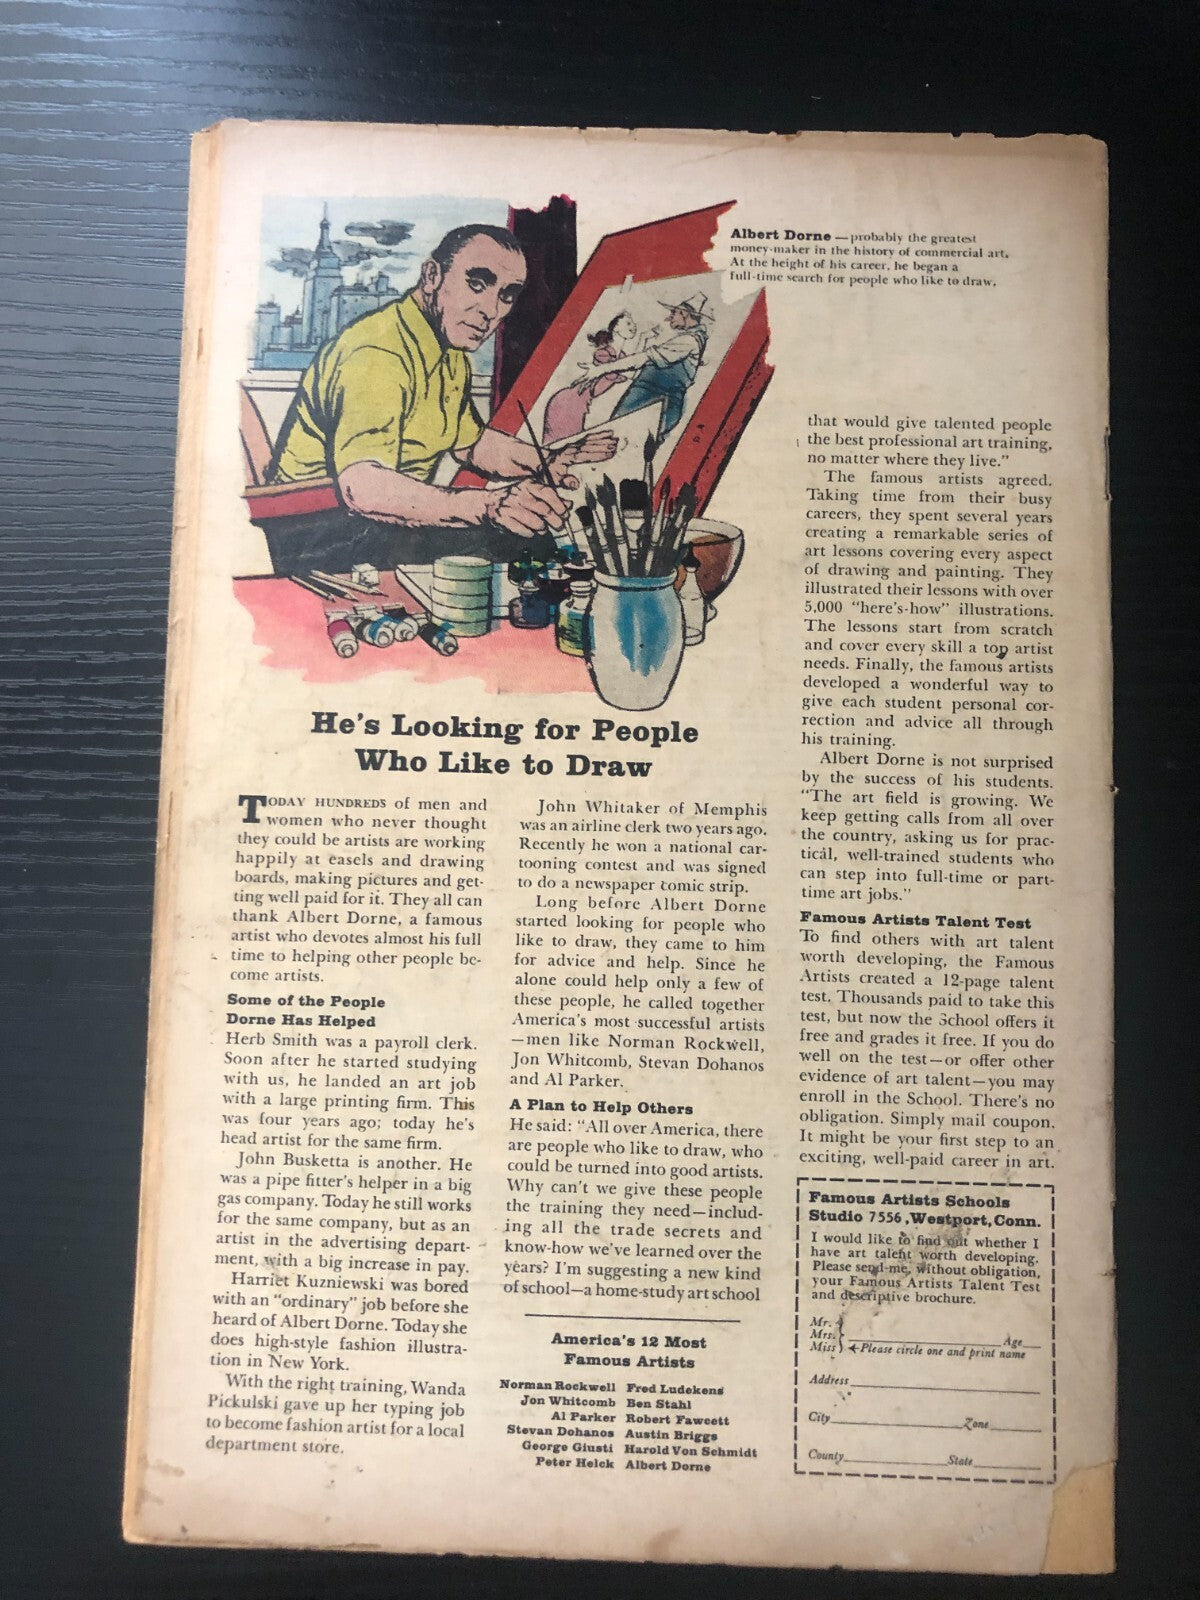 Albert Dorne — probably the greatest
money-maker in the history of commercial art.
At the height of his career, he began a
full-time search for people who like to draw.
He's Looking for People
Who Like to Draw
TODAY HUNDREDS of men and
women who never thought
they could be artists are working
happily at easels and drawing
boards, making pictures and get-
ting well paid for it. They all can
thank Albert Dorne, a famous
artist who devotes almost his full
time to helping other people be-
come artists.
Some of the People
Dorne Has Helped
Herb Smith was a payroll clerk.
Soon after he started studying
with us, he landed an art job
with a large printing firm. This
was four years ago; today he's
head artist for the same firm.
John Busketta is another. He
was a pipe fitter's helper in a big
gas company. Today he still works
for the same company, but as an
artist in the advertising depart-
ment, with a big increase in pay.
Harriet Kuzniewski was bored
with an "ordinary" job before she
heard of Albert Dorne. Today she
does high-style fashion illustra-
tion in New York.
With the right training, Wanda
Pickulski gave up her typing job
to become fashion artist for a local
department store.
John Whitaker of Memphis
was an airline clerk two years ago.
Recently he won a national car-
tooning contest and was signed
to do a newspaper comic strip.
Long before Albert Dorne
started looking for people who
like to draw, they came to him
for advice and help. Since he
alone could help only a few of
these people, he called together
America's most successful artists
—men like Norman Rockwell,
Jon Whitcomb, Stevan Dohanos
and Al Parker.
A Plan to Help Others
He said: "All over America, there
are people who like to draw, who
could be turned into good artists.
Why can't we give these people
the training they need—includ-
ing all the trade secrets and
know-how we've learned over the
years? I'm suggesting a new kind
of school—a home-study art school
America's 12 Most
Famous Artists
Norman Rockwell Fred Ludekens
Jon Whitcomb Ben Stahl
Al Parker Robert Fawcett
Stevan Dohanos Austin Briggs
George Giusti Harold Von Schmidt
Peter Helck Albert Dorne
that would give talented people
the best professional art training,
no matter where they live."
The famous artists agreed.
Taking time from their busy
careers, they spent several years
creating a remarkable series of
art lessons covering every aspect
of drawing and painting. They
illustrated their lessons with over
5,000 "here's-how" illustrations.
The lessons start from scratch
and cover every skill a top artist
needs. Finally, the famous artists
developed a wonderful way to
give each student personal cor-
rection and advice all through
his training.
Albert Dorne is not surprised
by the success of his students.
"The art field is growing. We
keep getting calls from all over
the country, asking us for prac-
tical, well-trained students who
can step into full-time or part-
time art jobs."
Famous Artists Talent Test
To find others with art talent
worth developing, the Famous
Artists created a 12-page talent
test. Thousands paid to take this
test, but now the School offers it
free and grades it free. If you do
well on the test—or offer other
evidence of art talent—you may
enroll in the School. There's no
obligation. Simply mail coupon.
It might be your first step to an
exciting, well-paid career in art.
Famous Artists Schools
Studio 7556, Westport, Conn.
I would like to find out whether I
have art talent worth developing.
Please send me, without obligation,
your Famous Artists Talent Test
and descriptive brochure.
Mr.
Mrs. Age
Miss Please circle one and print name
Address
City Zone
County State